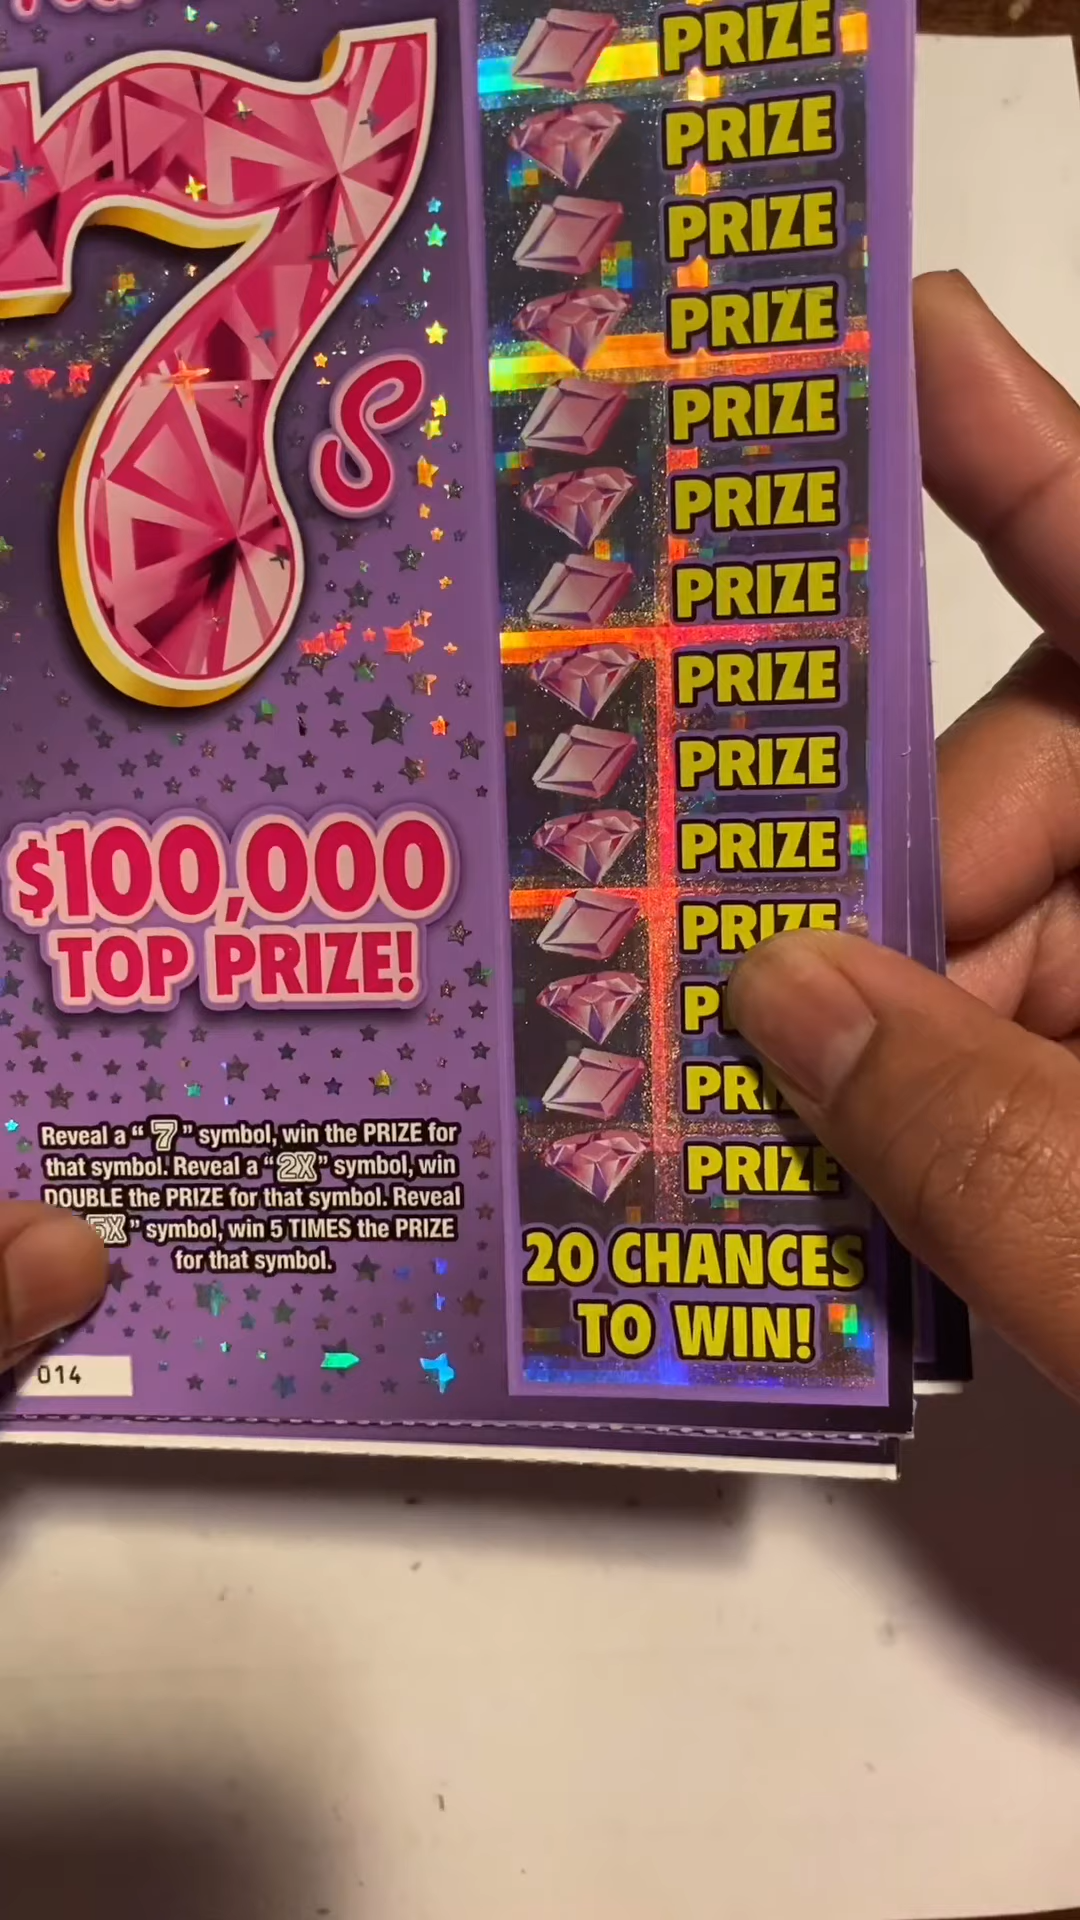 7
s
$100,000
TOP PRIZE!
Reveal a "7" symbol, win the PRIZE for
that symbol. Reveal a "2X" symbol, win
DOUBLE the PRIZE for that symbol. Reveal
5X" symbol, win 5 TIMES the PRIZE
for that symbol.
014
PRIZE
PRIZE
PRIZE
PRIZE
PRIZE
PRIZE
PRIZE
PRIZE
PRIZE
PRIZE
PRIZE
PRIZE
20 CHANCES
TO WIN!